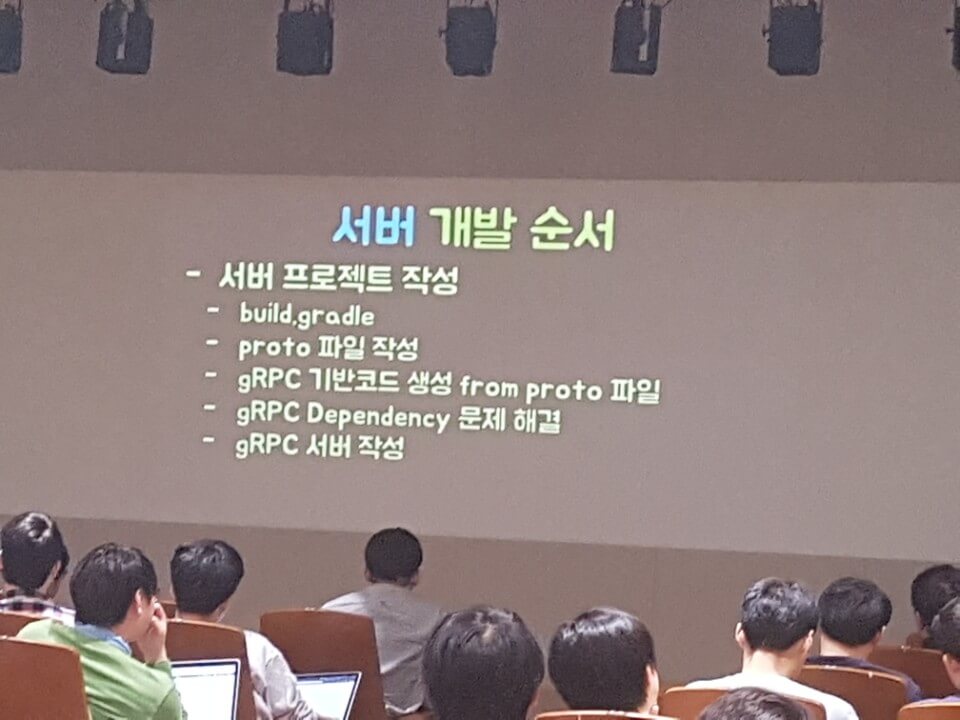 서버 개발 순서
- 서버 프로젝트 작성
- build.gradle
- proto 파일 작성
- gRPC 기반코드 생성 from proto 파일
- gRPC Dependency 문제 해결
- gRPC 서버 작성